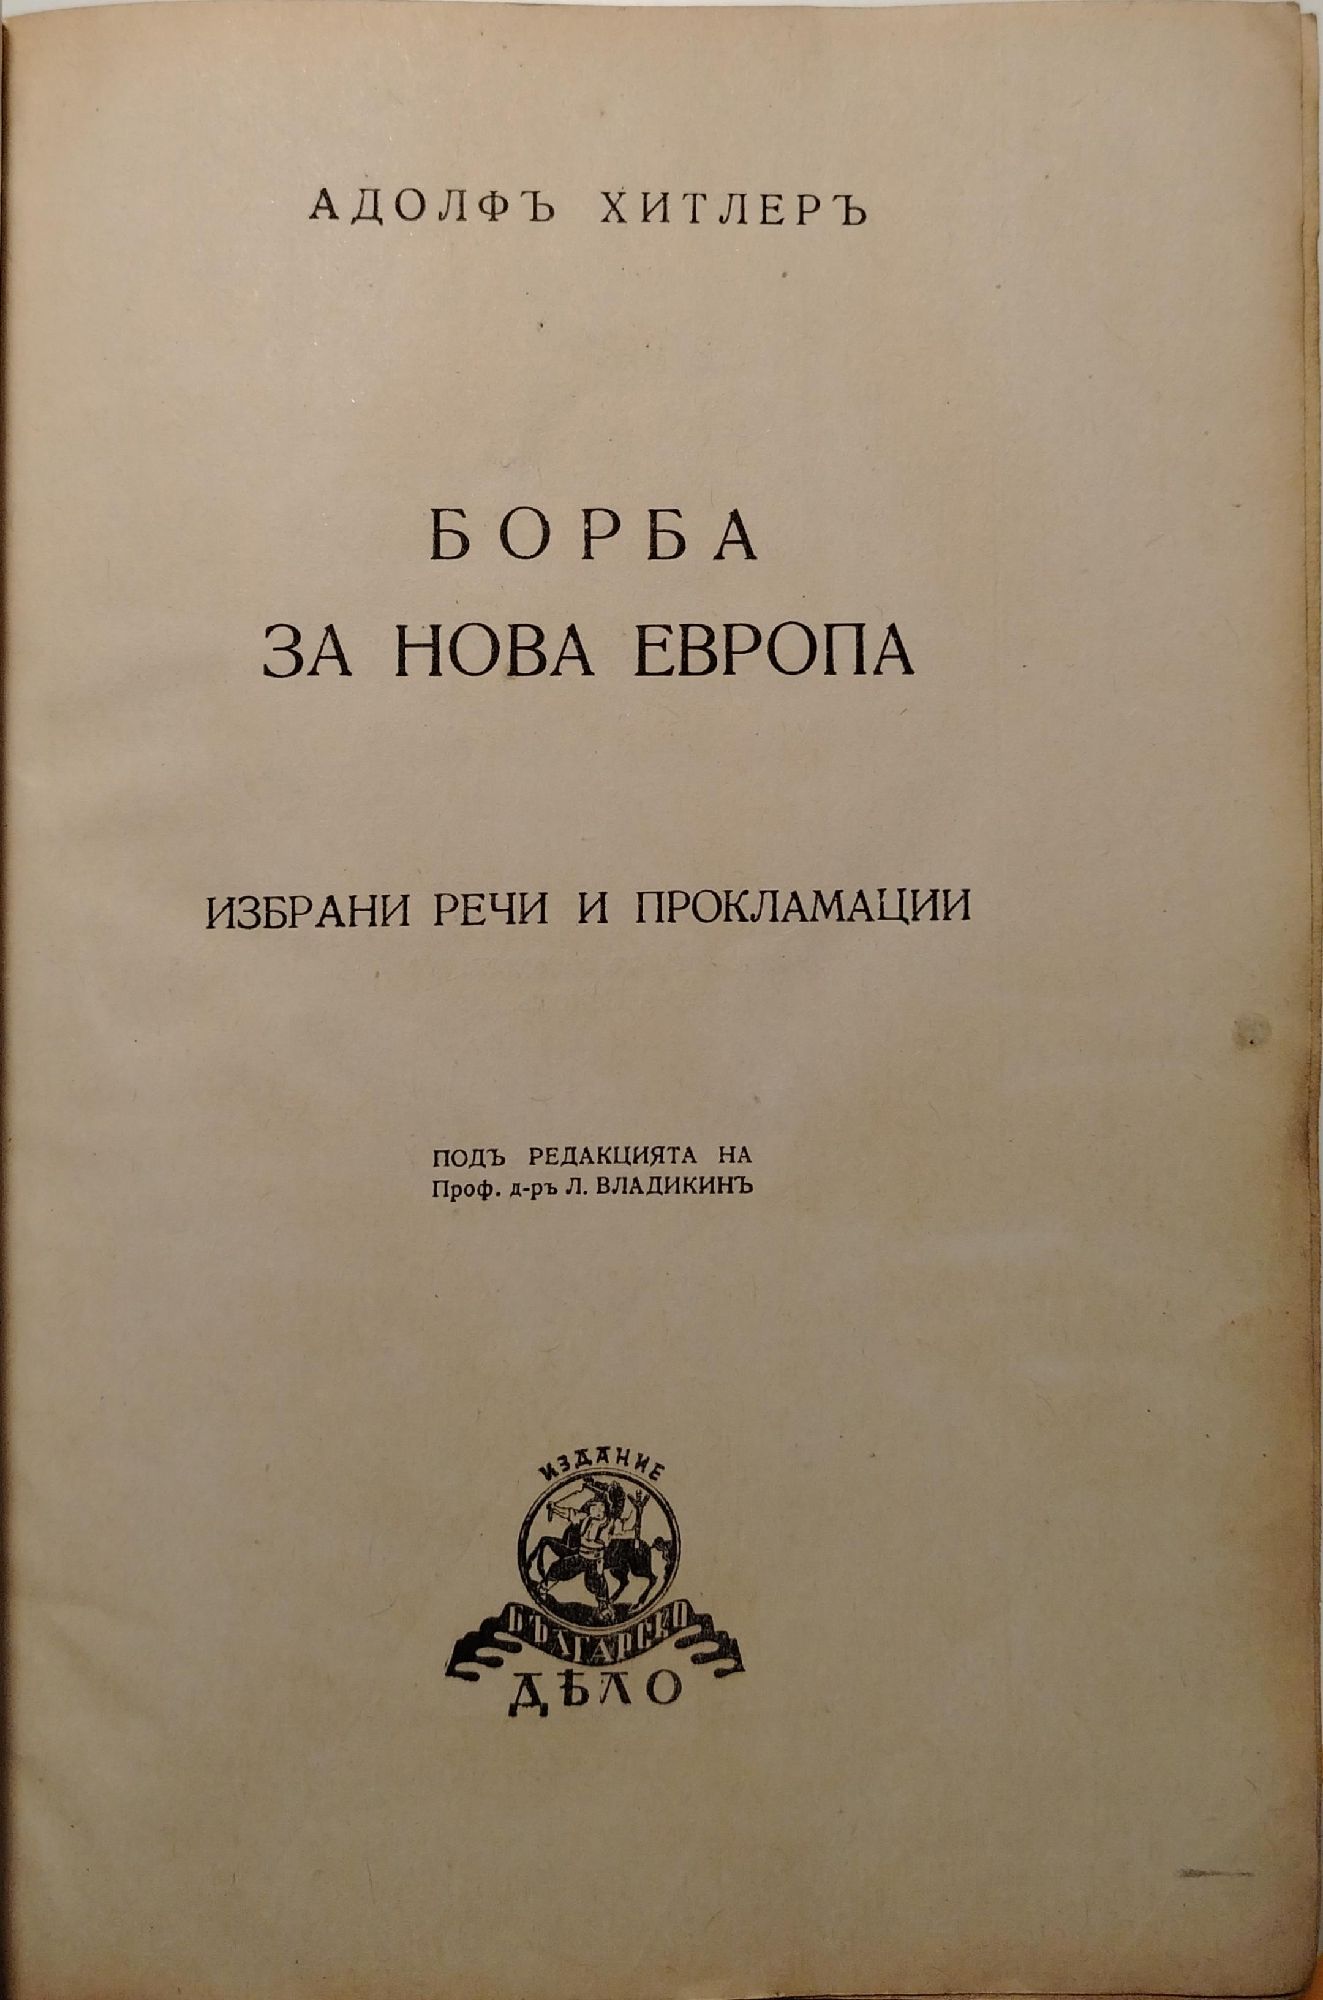 АДОЛФЪ ХИТЛЕРЪ
БОРБА
ЗА НОВА ЕВРОПА
ИЗБРАНИ РЕЧИ И ПРОКЛАМАЦИИ
ПОДЪ РЕДАКЦИЯТА НА
Проф. д-ръ Л. ВЛАДИКИНЪ
ИЗДАНИЕ
БЪЛГАРСКО
ДѢЛО